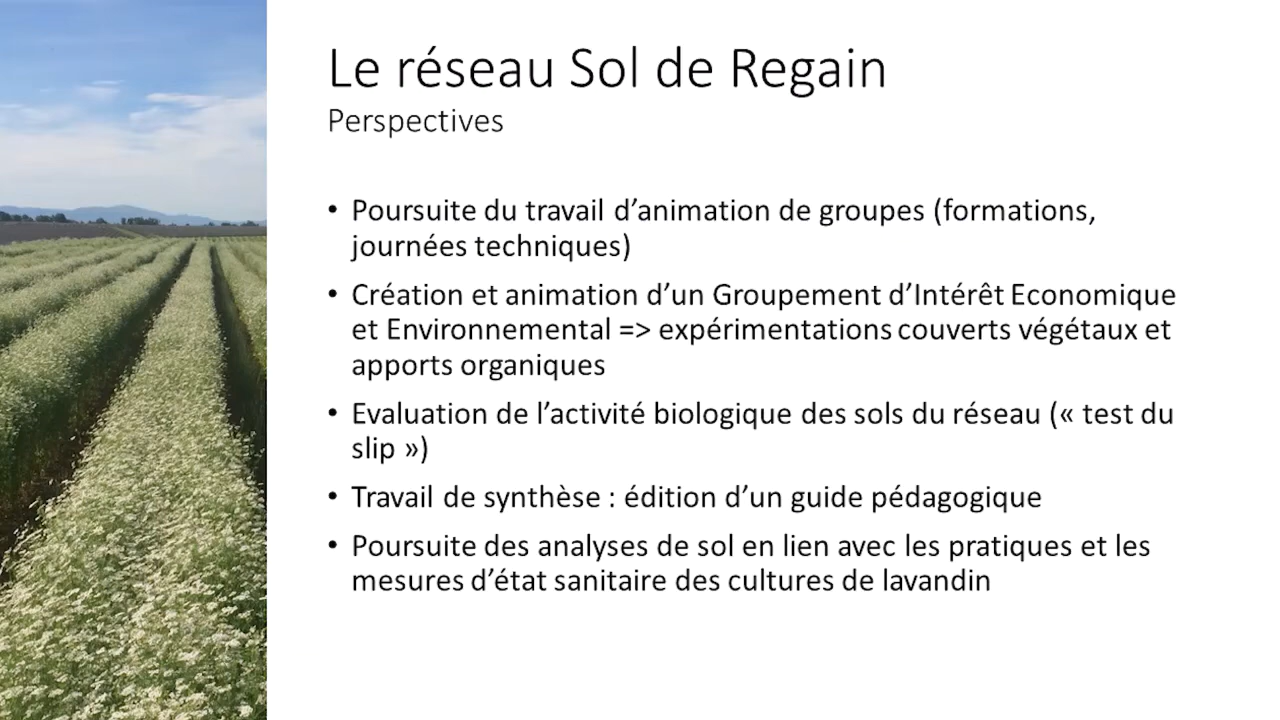 Le réseau Sol de Regain
Perspectives
• Poursuite du travail d’animation de groupes (formations,
journées techniques)
• Création et animation d’un Groupement d’Intérêt Economique
et Environnemental => expérimentations couverts végétaux et
apports organiques
• Evaluation de l’activité biologique des sols du réseau (« test du
slip »)
• Travail de synthèse : édition d’un guide pédagogique
• Poursuite des analyses de sol en lien avec les pratiques et les
mesures d’état sanitaire des cultures de lavandin